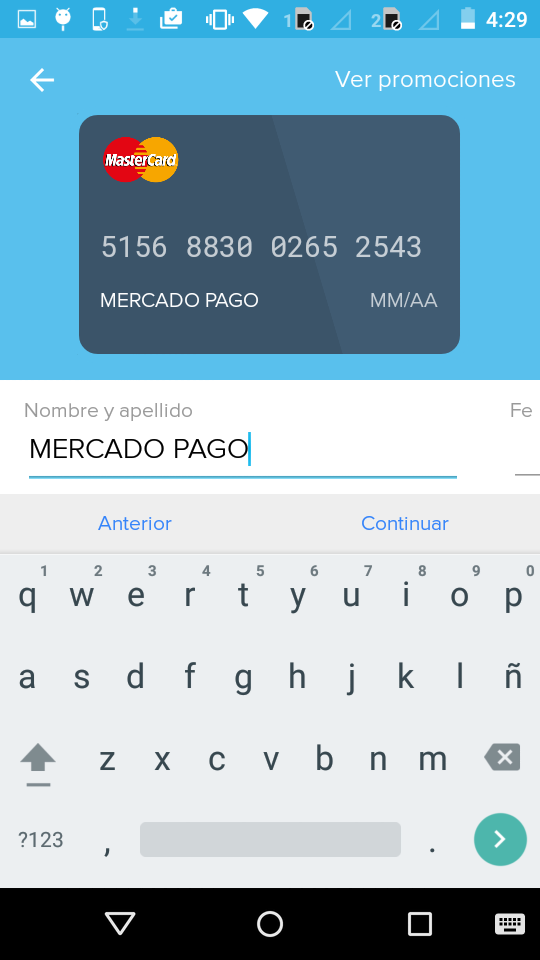 1 2 4:29
Ver promociones
MasterCard
5156 8830 0265 2543
MERCADO PAGO MM/AA
Nombre y apellido Fe
MERCADO PAGO
Anterior Continuar
1 2 3 4 5 6 7 8 9 0
q w e r t y u i o p
a s d f g h j k l ñ
z x c v b n m
?123 , .